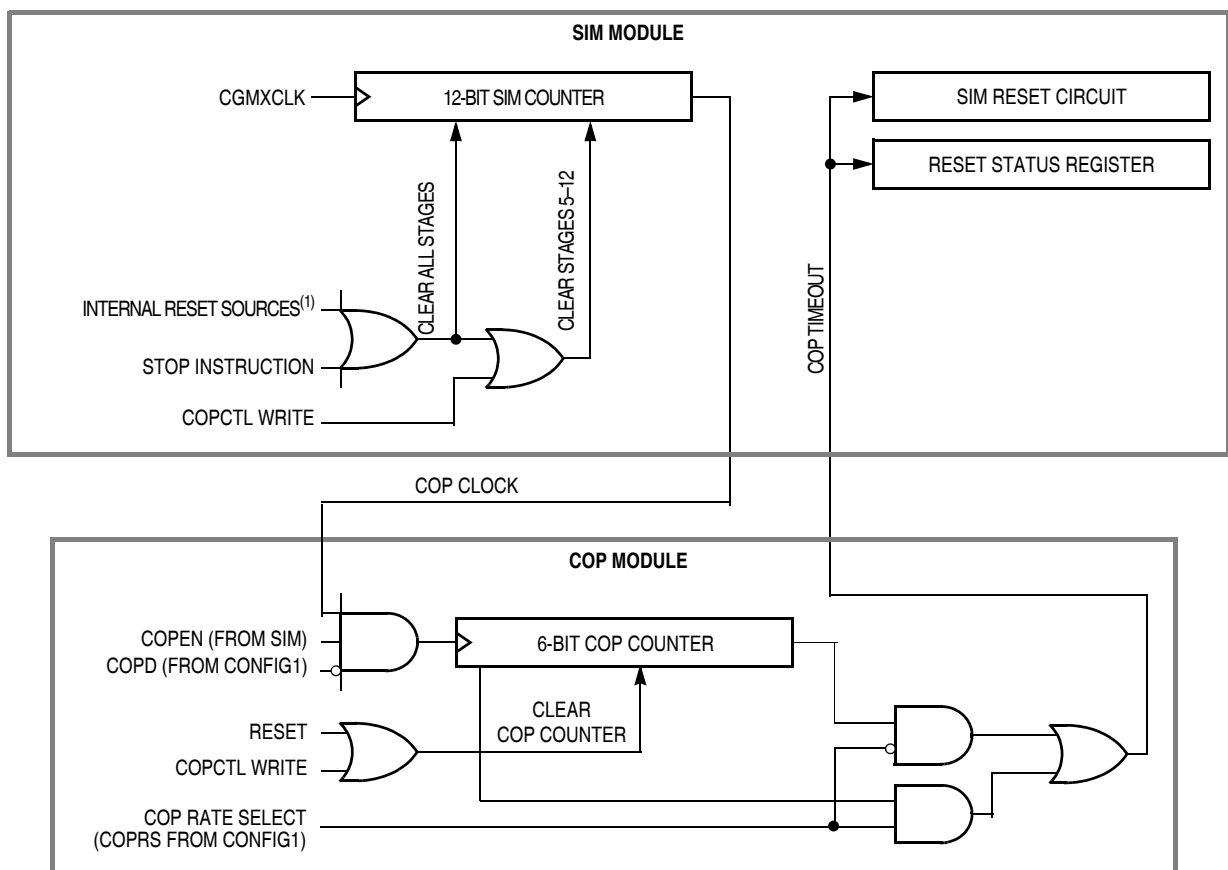 SIM MODULE
CGMXCLK
12-BIT SIM COUNTER
SIM RESET CIRCUIT
RESET STATUS REGISTER
CLEAR ALL STAGES
CLEAR STAGES 5–12
COP TIMEOUT
INTERNAL RESET SOURCES(1)
STOP INSTRUCTION
COPCTL WRITE
COP CLOCK
COP MODULE
COPEN (FROM SIM)
COPD (FROM CONFIG1)
6-BIT COP COUNTER
RESET
COPCTL WRITE
CLEAR
COP COUNTER
COP RATE SELECT
(COPRS FROM CONFIG1)